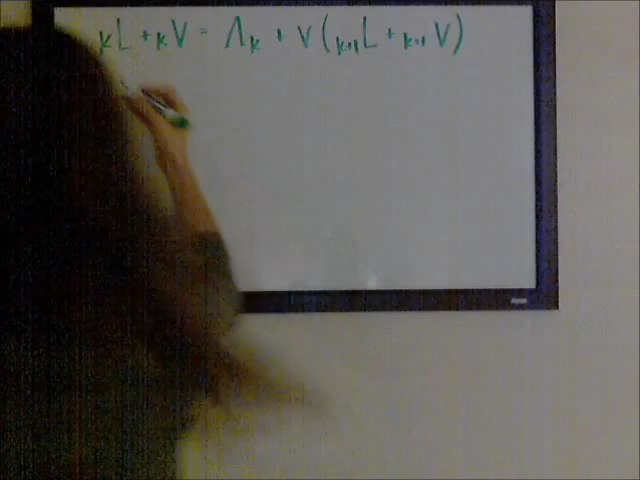 ₖL + ₖV = Λₖ + v(ₖ₊₁L + ₖ₊₁V)